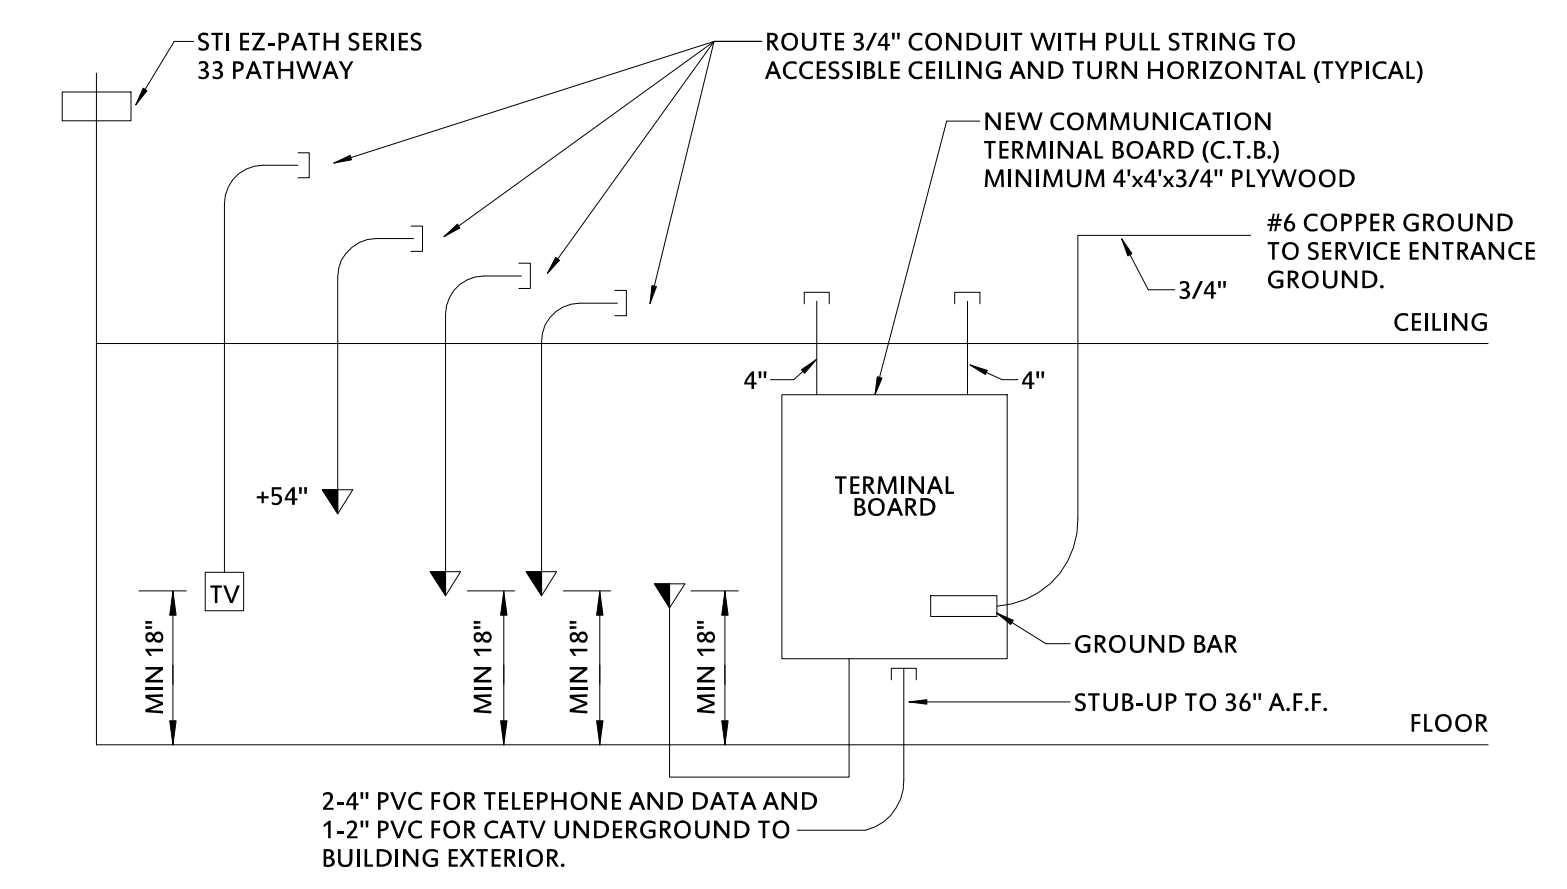 STI EZ-PATH SERIES
33 PATHWAY
ROUTE 3/4" CONDUIT WITH PULL STRING TO
ACCESSIBLE CEILING AND TURN HORIZONTAL (TYPICAL)
NEW COMMUNICATION
TERMINAL BOARD (C.T.B.)
MINIMUM 4'x4'x3/4" PLYWOOD
#6 COPPER GROUND
TO SERVICE ENTRANCE
GROUND.
3/4"
CEILING
4"
4"
TERMINAL
BOARD
+54"
TV
MIN 18"
MIN 18"
MIN 18"
MIN 18"
GROUND BAR
STUB-UP TO 36" A.F.F.
FLOOR
2-4" PVC FOR TELEPHONE AND DATA AND
1-2" PVC FOR CATV UNDERGROUND TO
BUILDING EXTERIOR.